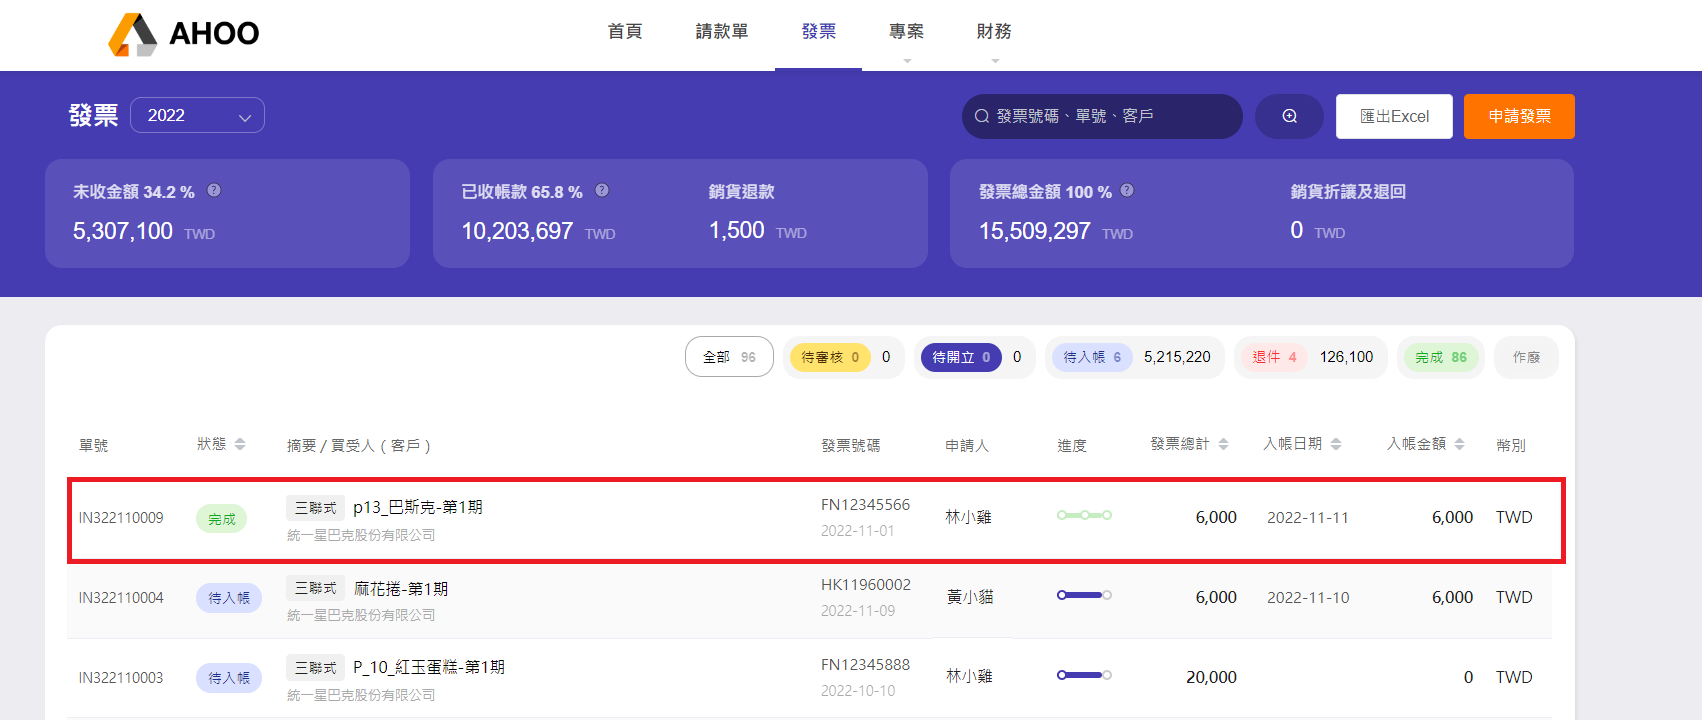 AHOO
首頁 請款單 發票 專案 財務
發票 2022 發票號碼、單號、客戶 匯出Excel 申請發票
未收金額 34.2 % ? 已收帳款 65.8 % ? 銷貨退款 發票總金額 100 % ? 銷貨折讓及退回
5,307,100 TWD 10,203,697 TWD 1,500 TWD 15,509,297 TWD 0 TWD
全部 96 待審核 0 0 待開立 0 0 待入帳 6 5,215,220 退件 4 126,100 完成 86 作廢
單號 狀態 摘要 / 買受人 ( 客戶 ) 發票號碼 申請人 進度 發票總計 入帳日期 入帳金額 幣別
IN322110009 完成 三聯式 p13_巴斯克-第1期 FN12345566 林小雞 6,000 2022-11-11 6,000 TWD
統一星巴克股份有限公司 2022-11-01
IN322110004 待入帳 三聯式 麻花捲-第1期 HK11960002 黃小貓 6,000 2022-11-10 6,000 TWD
統一星巴克股份有限公司 2022-11-09
IN322110003 待入帳 三聯式 P_10_紅玉蛋糕-第1期 FN12345888 林小雞 20,000 0 TWD
統一星巴克股份有限公司 2022-10-10